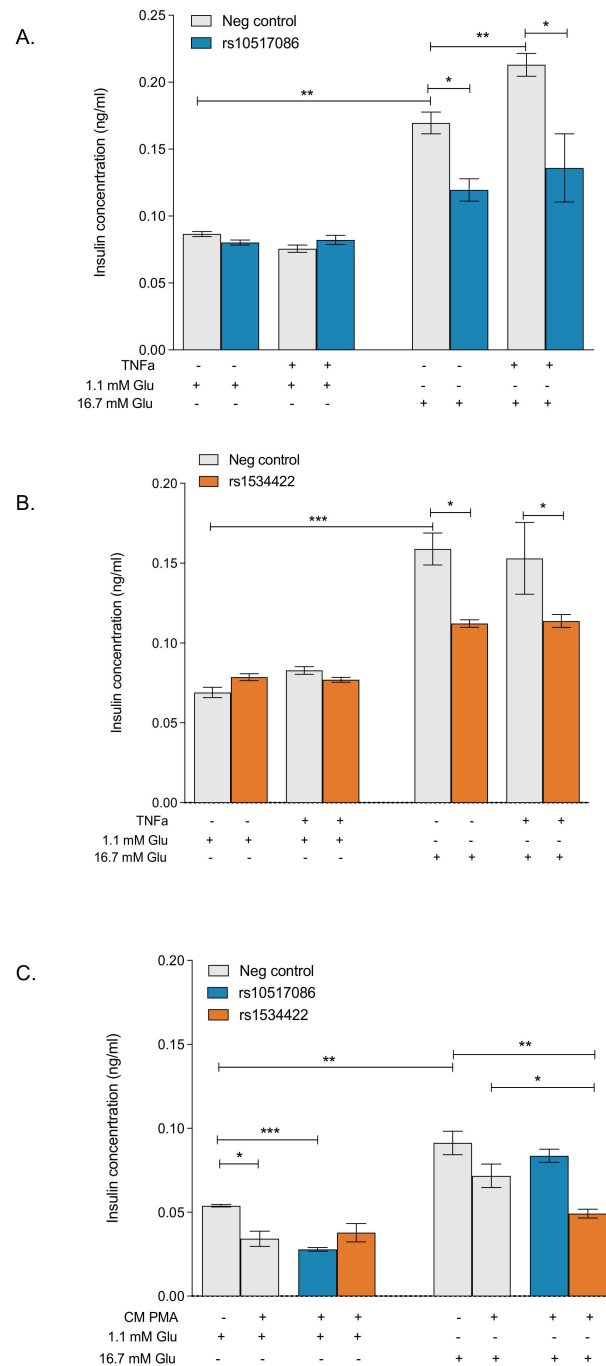 A.
Neg control
rs10517086
Insulin concenrtration (ng/ml)
0.25
0.20
0.15
0.10
0.05
0.00
** * ** *
TNFa - - + + - - + +
1.1 mM Glu + + + + - - - -
16.7 mM Glu - - - - + + + +
B.
Neg control
rs1534422
Insulin concenrtration (ng/ml)
0.20
0.15
0.10
0.05
0.00
*** * *
TNFa - - + + - - + +
1.1 mM Glu + + + + - - - -
16.7 mM Glu - - - - + + + +
C.
Neg control
rs10517086
rs1534422
Insulin concenrtration (ng/ml)
0.20
0.15
0.10
0.05
0.00
** ** * *** *
CM PMA - + + + - + + +
1.1 mM Glu + + + + - - - -
16.7 mM Glu - - - - + + + +